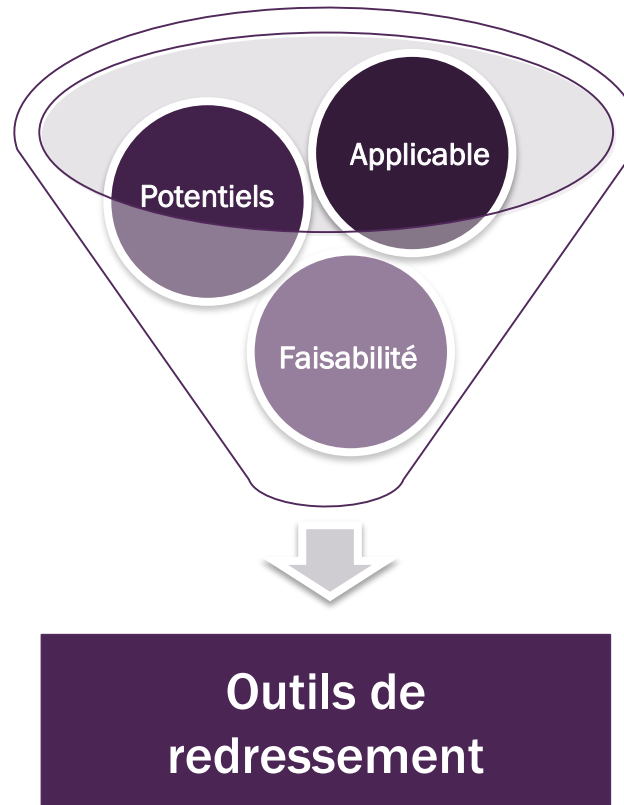 Applicable
Potentiels
Faisabilité
Outils de
redressement